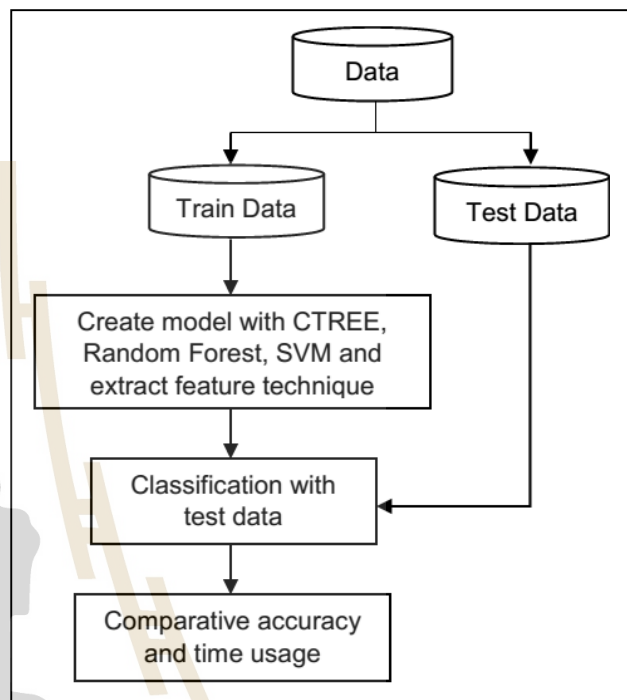 Data
Train Data
Test Data
Create model with CTREE,
Random Forest, SVM and
extract feature technique
Classification with
test data
Comparative accuracy
and time usage